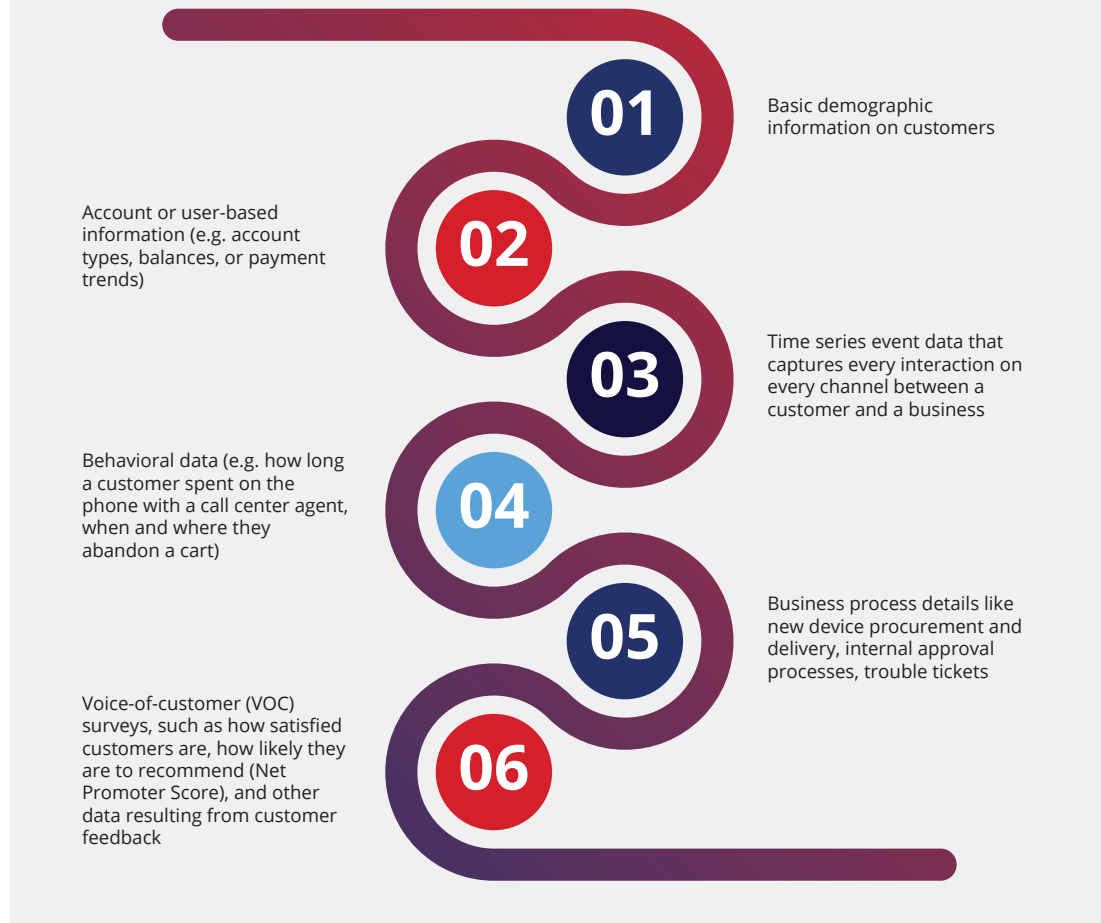 01
Basic demographic
information on customers
02
Account or user-based
information (e.g. account
types, balances, or payment
trends)
03
Time series event data that
captures every interaction on
every channel between a
customer and a business
04
Behavioral data (e.g. how long
a customer spent on the
phone with a call center agent,
when and where they
abandon a cart)
05
Business process details like
new device procurement and
delivery, internal approval
processes, trouble tickets
06
Voice-of-customer (VOC)
surveys, such as how satisfied
customers are, how likely they
are to recommend (Net
Promoter Score), and other
data resulting from customer
feedback